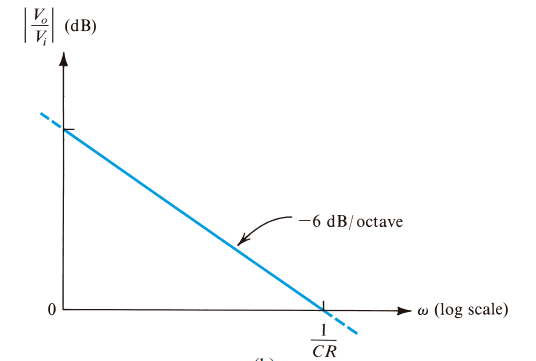 |Vo/Vi| (dB)
−6 dB/octave
0
ω (log scale)
1/CR